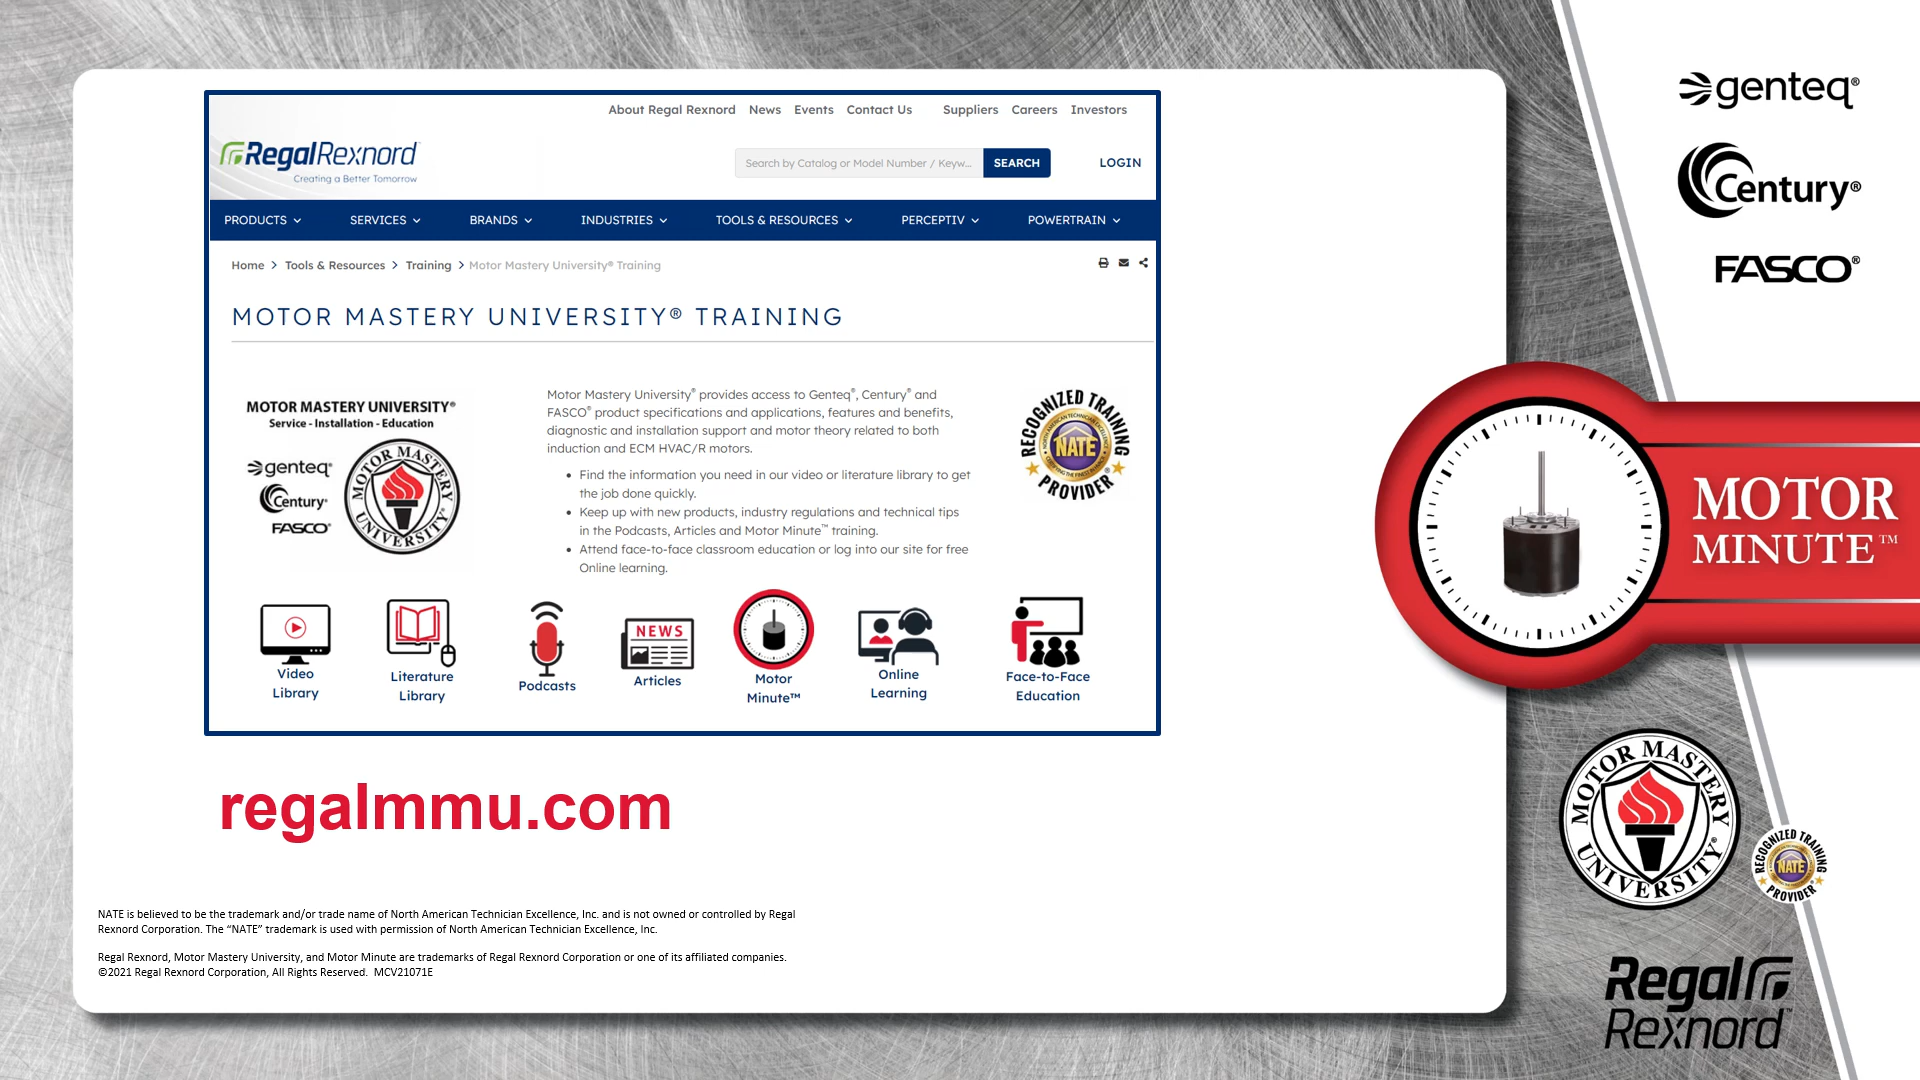 About Regal Rexnord News Events Contact Us Suppliers Careers Investors
RegalRexnord
Creating a Better Tomorrow
Search by Catalog or Model Number / Keyw... SEARCH LOGIN
PRODUCTS SERVICES BRANDS INDUSTRIES TOOLS & RESOURCES PERCEPTIV POWERTRAIN
Home > Tools & Resources > Training > Motor Mastery University® Training
MOTOR MASTERY UNIVERSITY® TRAINING
MOTOR MASTERY UNIVERSITY®
Service - Installation - Education
genteq®
Century®
FASCO®
MOTOR MASTERY UNIVERSITY®
Motor Mastery University® provides access to Genteq®, Century® and
FASCO® product specifications and applications, features and benefits,
diagnostic and installation support and motor theory related to both
induction and ECM HVAC/R motors.
• Find the information you need in our video or literature library to get
the job done quickly.
• Keep up with new products, industry regulations and technical tips
in the Podcasts, Articles and Motor Minute™ training.
• Attend face-to-face classroom education or log into our site for free
Online learning.
RECOGNIZED TRAINING
NATE
PROVIDER
Video
Library
Literature
Library
Podcasts
NEWS
Articles
Motor
Minute™
Online
Learning
Face-to-Face
Education
regalmmu.com
NATE is believed to be the trademark and/or trade name of North American Technician Excellence, Inc. and is not owned or controlled by Regal
Rexnord Corporation. The “NATE” trademark is used with permission of North American Technician Excellence, Inc.
Regal Rexnord, Motor Mastery University, and Motor Minute are trademarks of Regal Rexnord Corporation or one of its affiliated companies.
©2021 Regal Rexnord Corporation, All Rights Reserved. MCV21071E
genteq®
Century®
FASCO®
MOTOR
MINUTE™
MOTOR MASTERY UNIVERSITY®
RECOGNIZED TRAINING
NATE
PROVIDER
Regal
Rexnord™